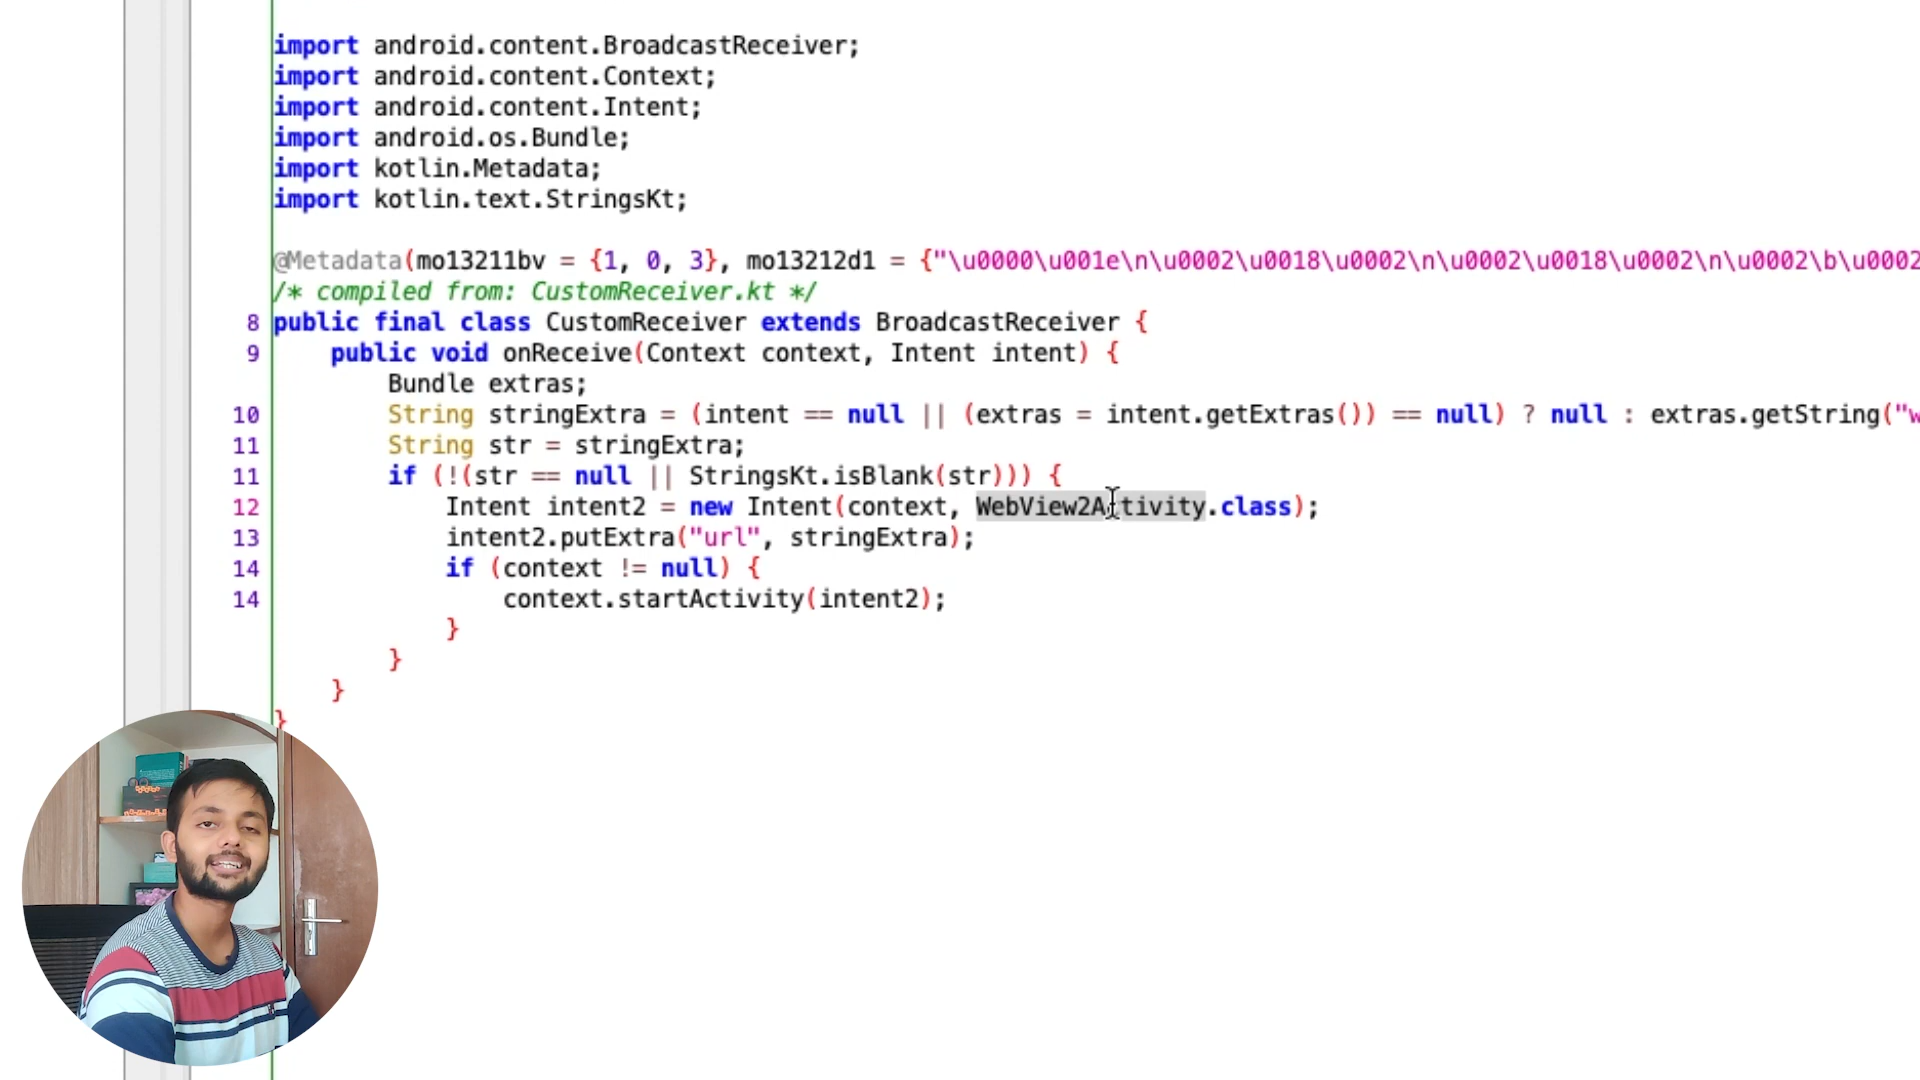 import android.content.BroadcastReceiver;
import android.content.Context;
import android.content.Intent;
import android.os.Bundle;
import kotlin.Metadata;
import kotlin.text.StringsKt;
@Metadata(mo13211bv = {1, 0, 3}, mo13212d1 = {"\u0000\u001e\n\u0002\u0018\u0002\n\u0002\u0018\u0002\n\u0002\b\u0002
/* compiled from: CustomReceiver.kt */
8 public final class CustomReceiver extends BroadcastReceiver {
9 public void onReceive(Context context, Intent intent) {
Bundle extras;
10 String stringExtra = (intent == null || (extras = intent.getExtras()) == null) ? null : extras.getString("w
11 String str = stringExtra;
11 if (!(str == null || StringsKt.isBlank(str))) {
12 Intent intent2 = new Intent(context, WebView2Activity.class);
13 intent2.putExtra("url", stringExtra);
14 if (context != null) {
14 context.startActivity(intent2);
}
}
}
}